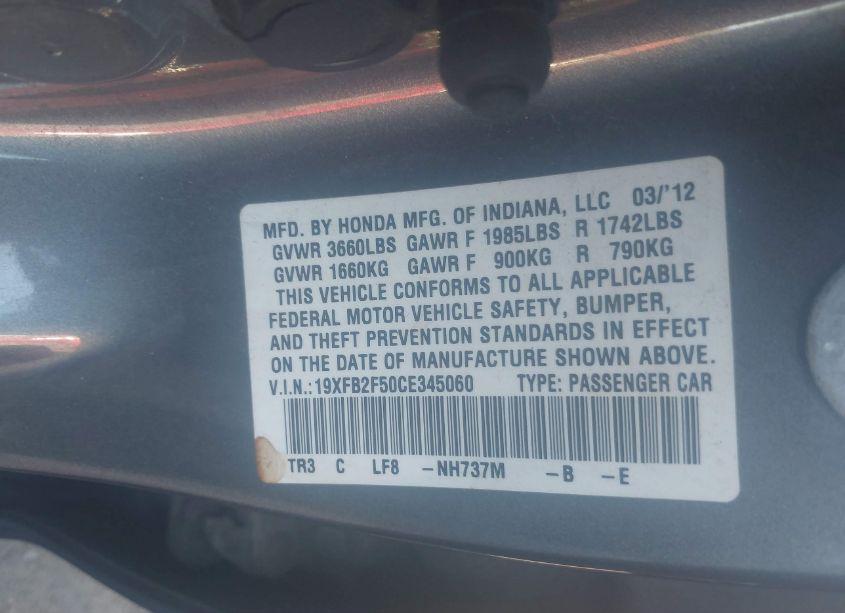 MFD. BY HONDA MFG. OF INDIANA, LLC 03/'12
GVWR 3660LBS GAWR F 1985LBS R 1742LBS
GVWR 1660KG GAWR F 900KG R 790KG
THIS VEHICLE CONFORMS TO ALL APPLICABLE
FEDERAL MOTOR VEHICLE SAFETY, BUMPER,
AND THEFT PREVENTION STANDARDS IN EFFECT
ON THE DATE OF MANUFACTURE SHOWN ABOVE.
V.I.N.:19XFB2F50CE345060 TYPE: PASSENGER CAR
TR3 C LF8 -NH737M -B -E